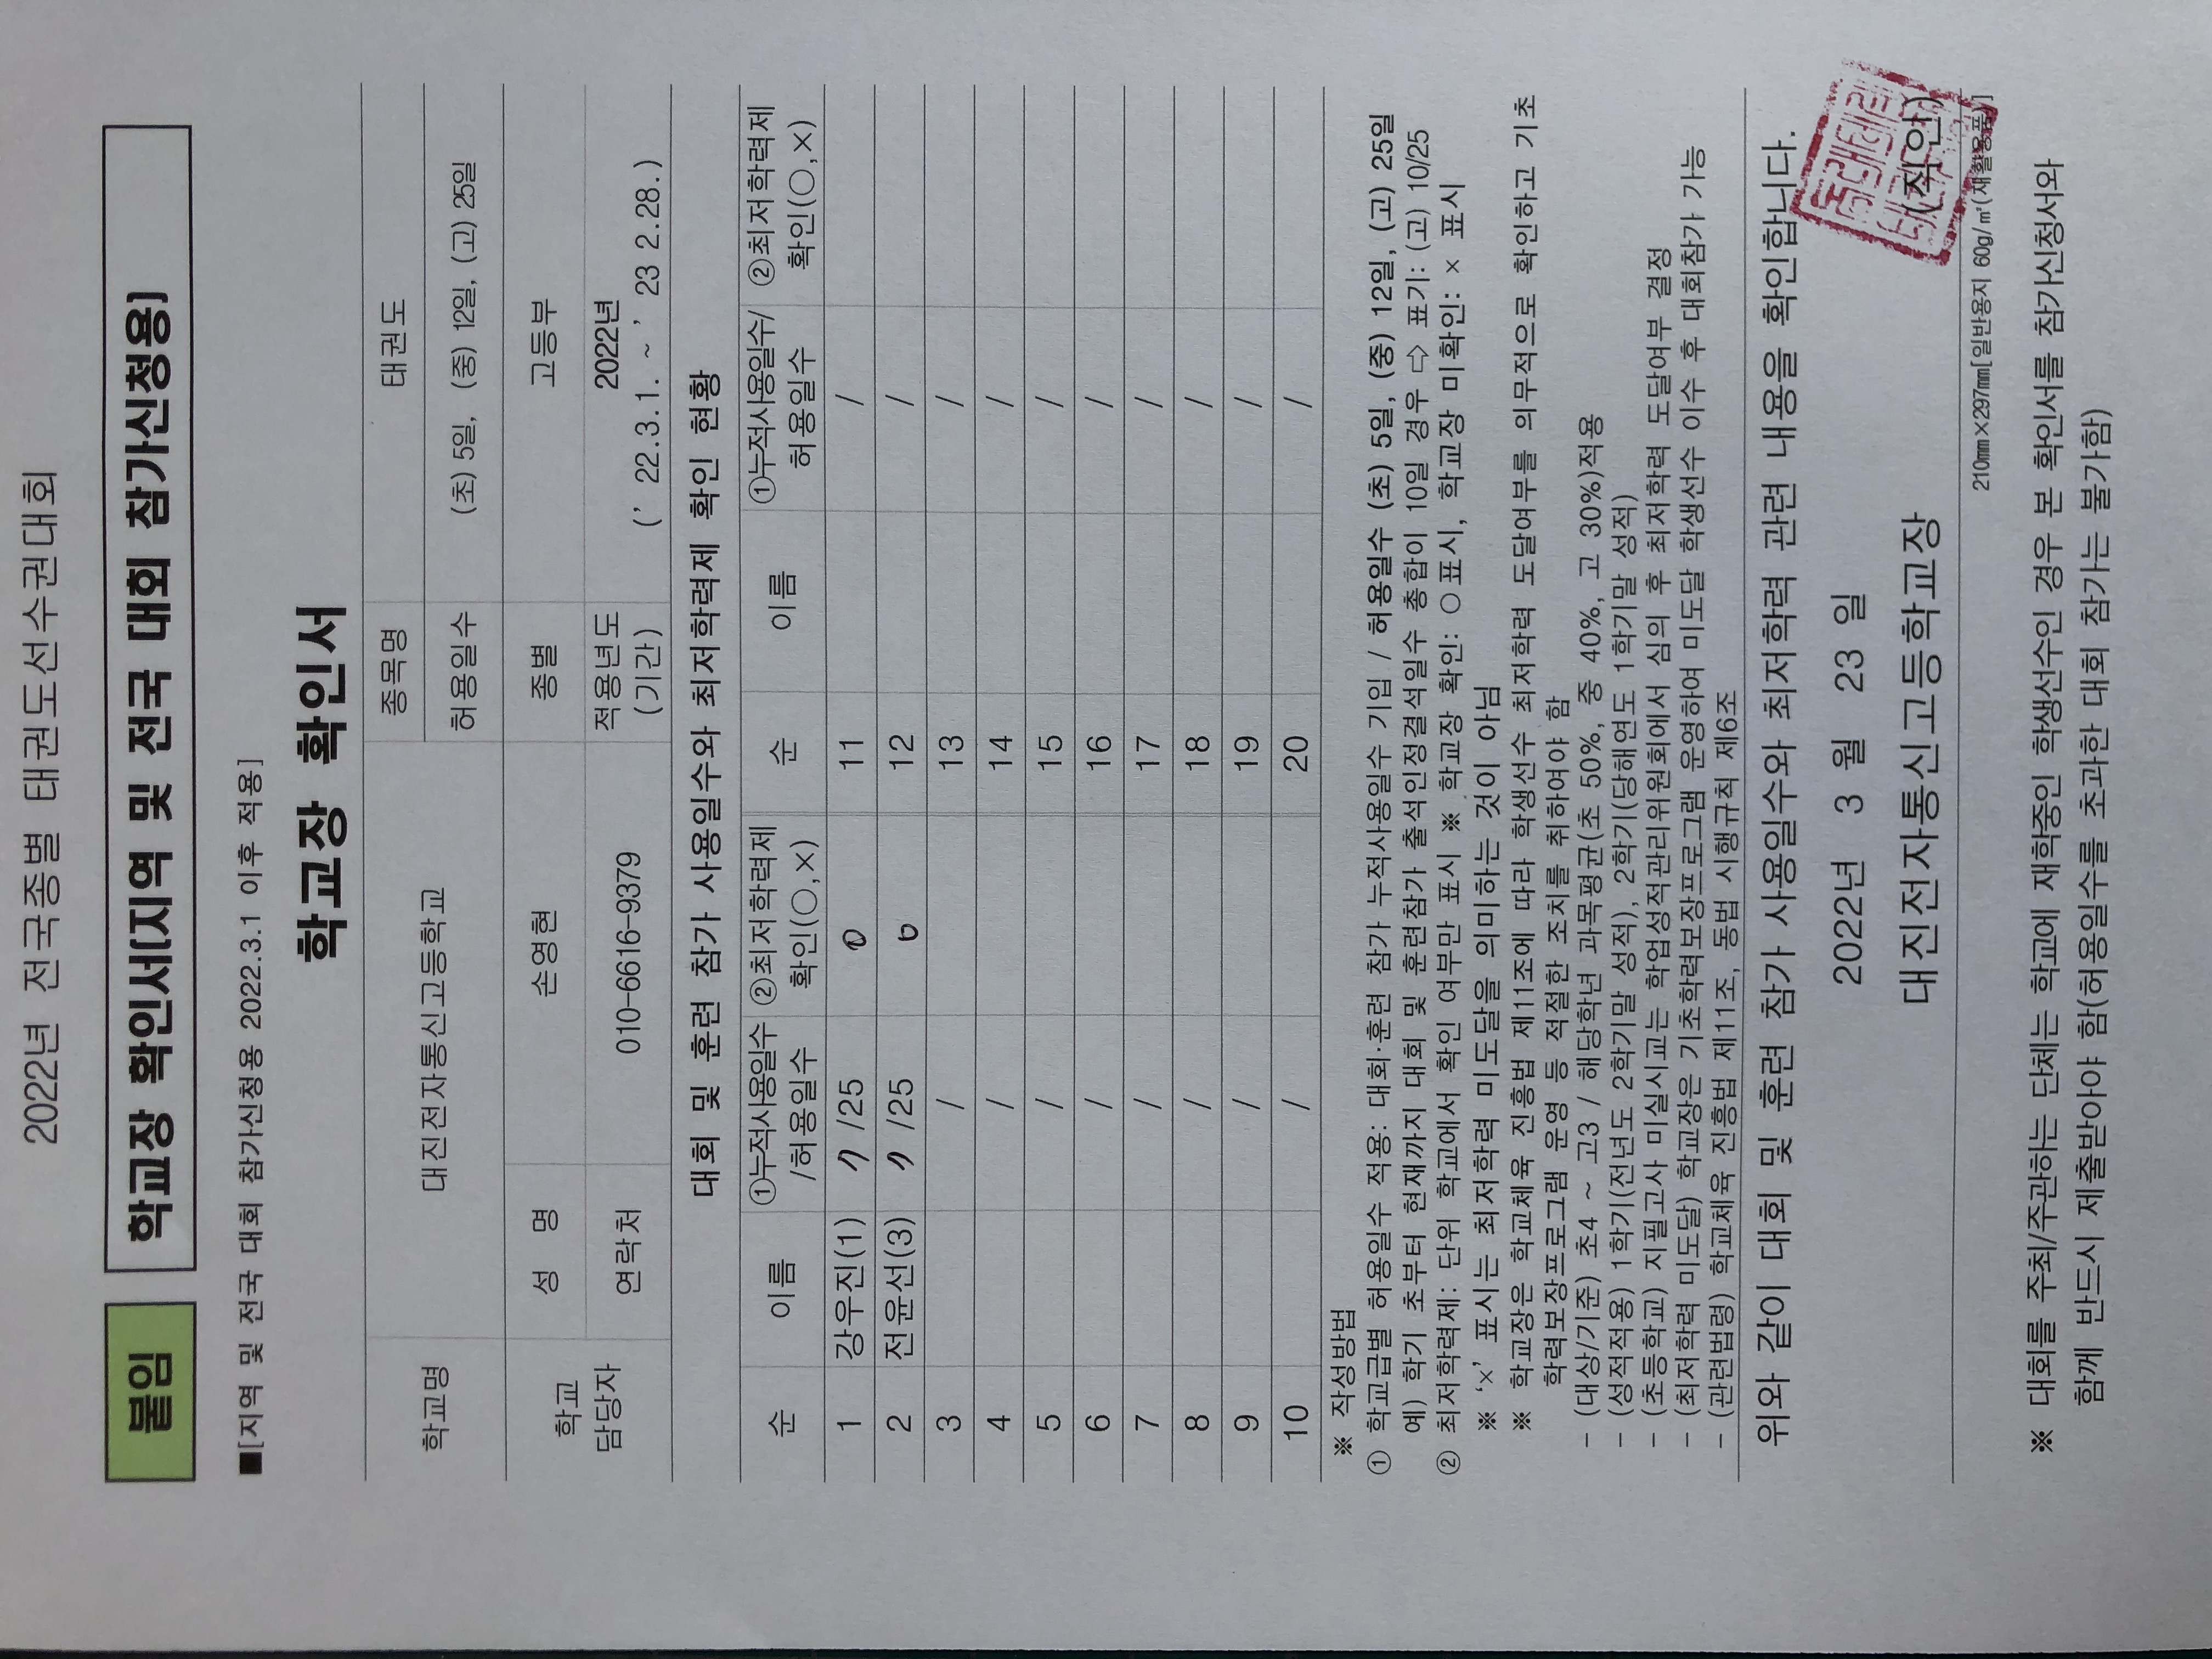 2022년 전국종별 태권도선수권대회
붙임 학교장 확인서[지역 및 전국 대회 참가신청용]
■[지역 및 전국 대회 참가신청용 2022.3.1 이후 적용]
학교장 확인서
학교명 대진전자통신고등학교 종목명 태권도
허용일수 (초) 5일, (중) 12일, (고) 25일
학교 담당자 성 명 손영현 종별 고등부
연락처 010-6616-9379 적용년도 (기간) 2022년
(' 22.3.1. ~ ' 23 2.28.)
대회 및 훈련 참가 사용일수와 최저학력제 확인 현황
순 이름 ①누적사용일수 /허용일수 ②최저학력제 확인(○,×) 순 이름 ①누적사용일수/ 허용일수 ②최저학력제 확인(○,×)
1 강우진(1) 7 /25 0 11 /
2 전윤선(3) 7 /25 0 12 /
3 / 13 /
4 / 14 /
5 / 15 /
6 / 16 /
7 / 17 /
8 / 18 /
9 / 19 /
10 / 20 /
※ 작성방법
① 학교급별 허용일수 적용: 대회·훈련 참가 누적사용일수 기입 / 허용일수 (초) 5일, (중) 12일, (고) 25일
예) 학기 초부터 현재까지 대회 및 훈련참가 출석인정결석일수 총합이 10일 경우 ⇨ 표기: (고) 10/25
② 최저학력제: 단위 학교에서 확인 여부만 표시 ※ 학교장 확인: ○ 표시, 학교장 미확인: × 표시
※ '×' 표시는 최저학력 미도달을 의미하는 것이 아님
※ 학교장은 학교체육 진흥법 제11조에 따라 학생선수 최저학력 도달여부를 의무적으로 확인하고 기초
학력보장프로그램 운영 등 적절한 조치를 취하여야 함
- (대상/기준) 초4 ~ 고3 / 해당학년 과목평균(초 50%, 중 40%, 고 30%)적용
- (성적적용) 1학기(전년도 2학기말 성적), 2학기(당해연도 1학기말 성적)
- (초등학교) 지필고사 미실시교는 학업성적관리위원회에서 심의 후 최저학력 도달여부 결정
- (최저학력 미도달) 학교장은 기초학력보장프로그램 운영하여 미도달 학생선수 이수 후 대회참가 가능
- (관련법령) 학교체육 진흥법 제11조, 동법 시행규칙 제6조
위와 같이 대회 및 훈련 참가 사용일수와 최저학력 관련 내용을 확인합니다.
2022년 3 월 23 일
대진전자통신고등학교장 (직인)
210㎜×297㎜[일반용지 60g/㎡(재활용품)]
※ 대회를 주최/주관하는 단체는 학교에 재학중인 학생선수인 경우 본 확인서를 참가신청서와
함께 반드시 제출받아야 함(허용일수를 초과한 대회 참가는 불가함)